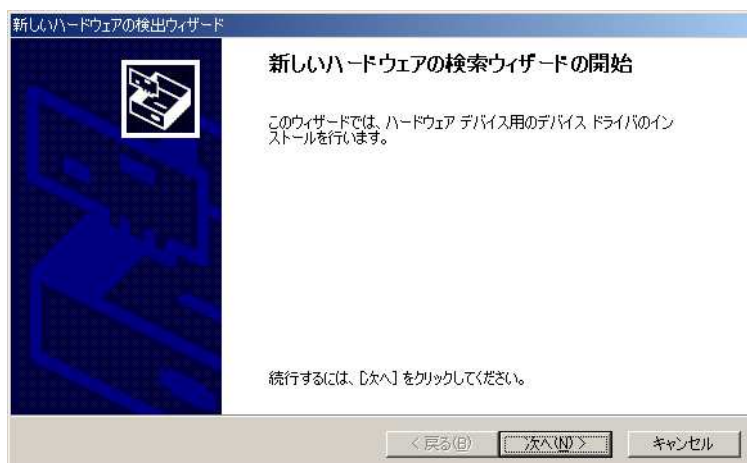 新しいハードウェアの検出ウィザード
新しいハードウェアの検索ウィザードの開始
このウィザードでは、ハードウェア デバイス用のデバイス ドライバのイン
ストールを行います。
続行するには、[次へ] をクリックしてください。
< 戻る(B)
次へ(N) >
キャンセル